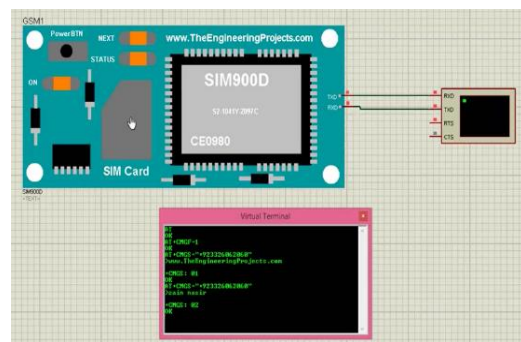 GSM1
PowerBTN
NEXT
www.TheEngineeringProjects.com
STATUS
ON
SIM900D
CE0980
SIM Card
TXD
RXD
RXD
TXD
RTS
CTS
SIM900D
<TEXT>
Virtual Terminal
AT
OK
AT+CMGF=1
OK
AT+CMGS="+923326062060"
>www.TheEngineeringProjects.com
+CMGS: 01
OK
AT+CMGS="+923326062060"
>zain nasir
+CMGS: 02
OK